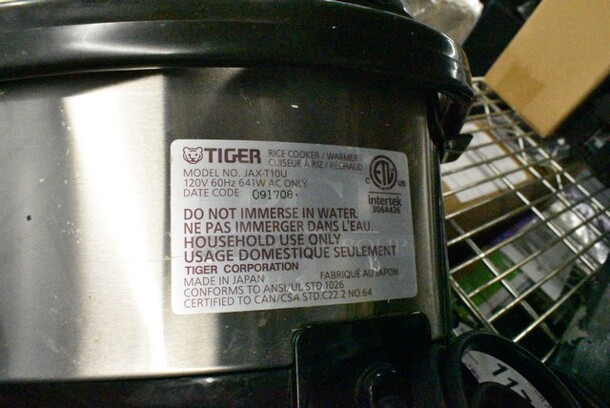 TIGER RICE COOKER / WARMER
CUISEUR À RIZ / RÉCHAUD
MODEL NO. JAX-T10U
120V 60Hz 641W AC ONLY
DATE CODE: 091708
C ETL US
Intertek
3064426
DO NOT IMMERSE IN WATER.
NE PAS IMMERGER DANS L'EAU.
HOUSEHOLD USE ONLY
USAGE DOMESTIQUE SEULEMENT
TIGER CORPORATION
MADE IN JAPAN FABRIQUÉ AU JAPON
CONFORMS TO ANSI/UL STD.1026
CERTIFIED TO CAN/CSA STD.C22.2 NO 64